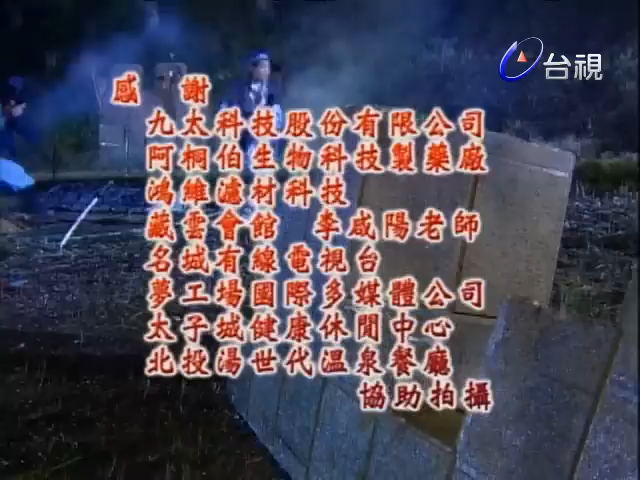 台視
感謝
九太科技股份有限公司
阿桐伯生物科技製藥廠
鴻維濾材科技
藏雲會館 李咸陽老師
名城有線電視台
夢工場國際多媒體公司
太子城健康休閒中心
北投湯世代溫泉餐廳
協助拍攝